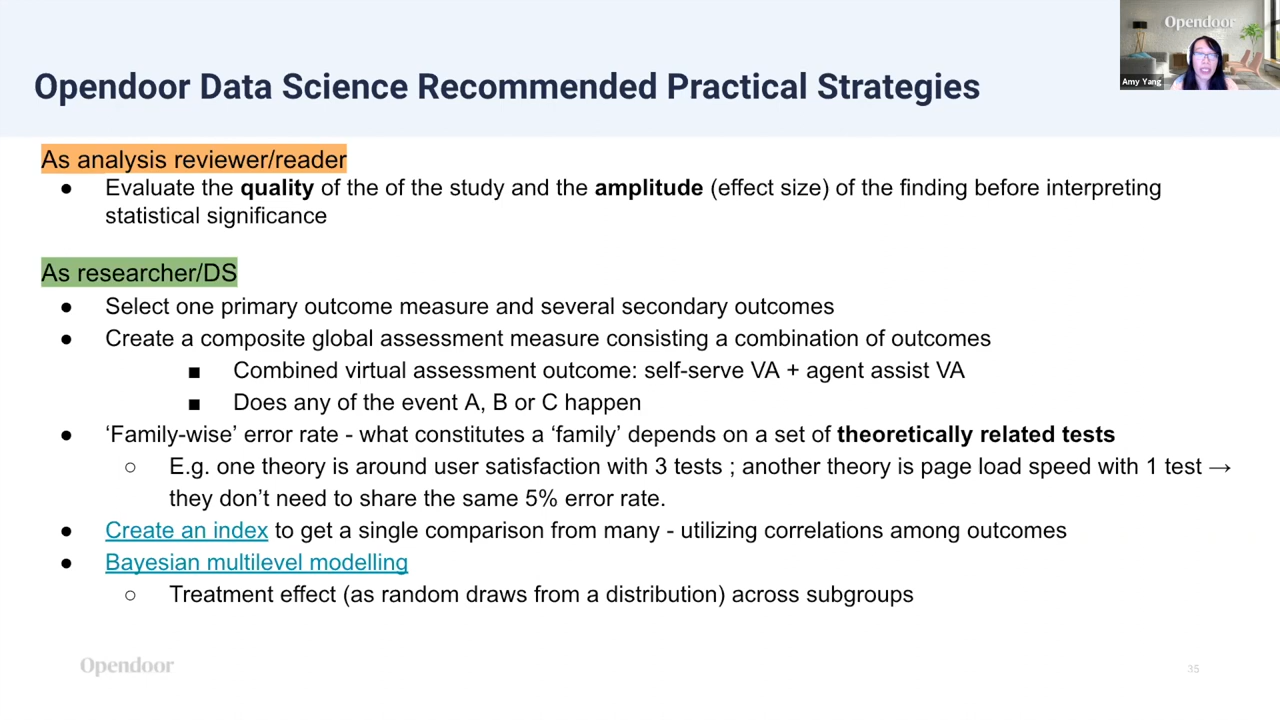 Opendoor
Amy Yang
Opendoor Data Science Recommended Practical Strategies
As analysis reviewer/reader
● Evaluate the quality of the of the study and the amplitude (effect size) of the finding before interpreting
statistical significance
As researcher/DS
● Select one primary outcome measure and several secondary outcomes
● Create a composite global assessment measure consisting a combination of outcomes
■ Combined virtual assessment outcome: self-serve VA + agent assist VA
■ Does any of the event A, B or C happen
● ‘Family-wise’ error rate - what constitutes a ‘family’ depends on a set of theoretically related tests
○ E.g. one theory is around user satisfaction with 3 tests ; another theory is page load speed with 1 test →
they don’t need to share the same 5% error rate.
● Create an index to get a single comparison from many - utilizing correlations among outcomes
● Bayesian multilevel modelling
○ Treatment effect (as random draws from a distribution) across subgroups
Opendoor
35